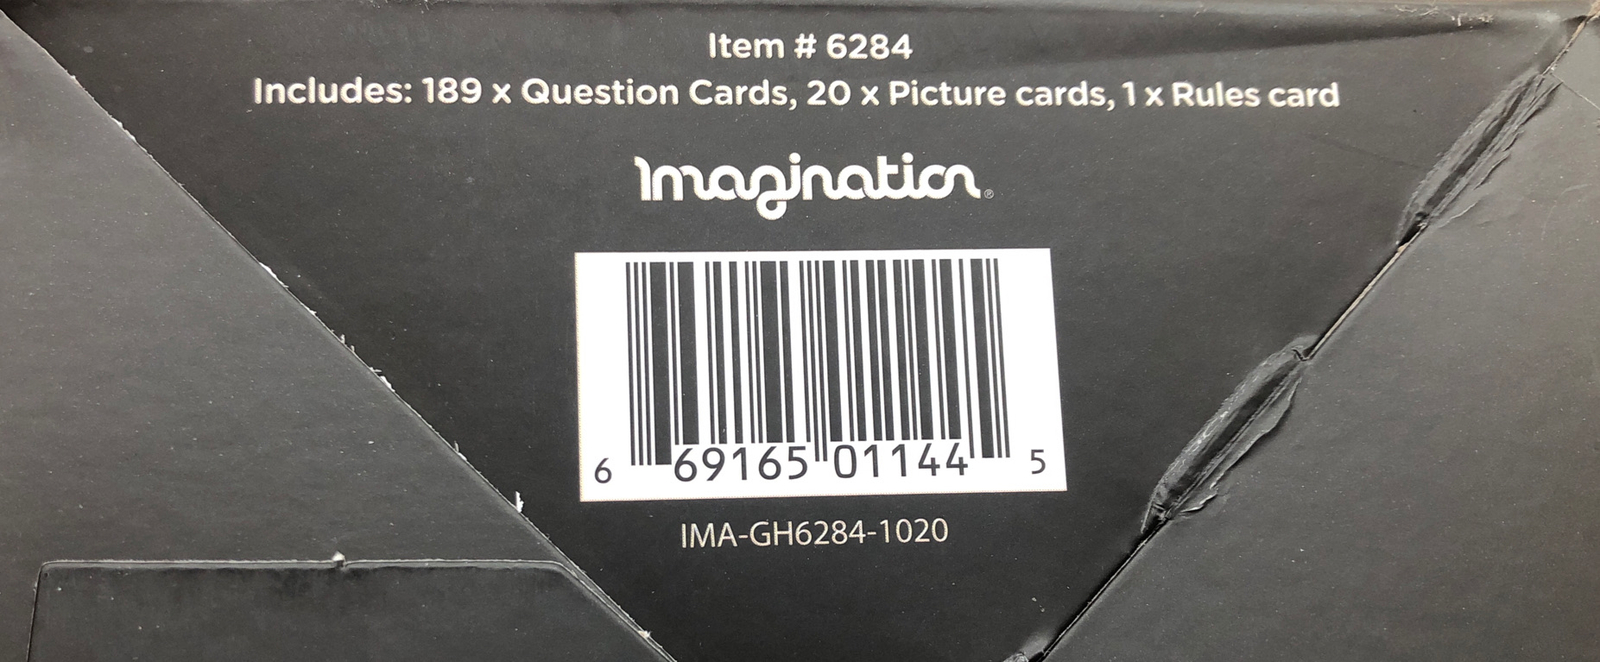 Item # 6284
Includes: 189 x Question Cards, 20 x Picture cards, 1 x Rules card
Imagination®
6 69165 01144 5
IMA-GH6284-1020